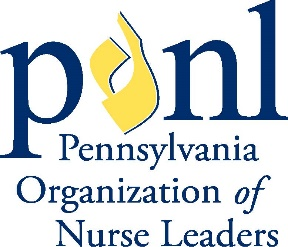 ponl
Pennsylvania
Organization of
Nurse Leaders